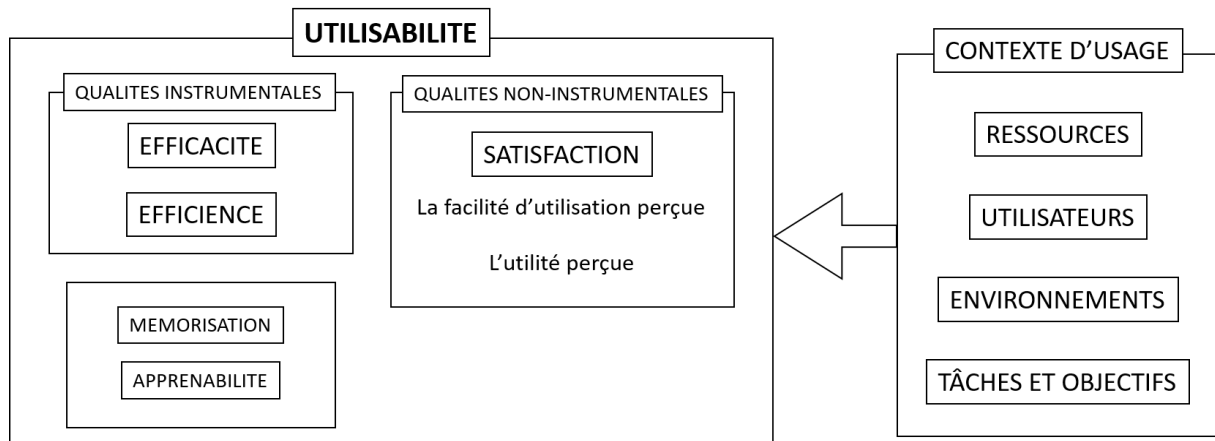 UTILISABILITE
QUALITES INSTRUMENTALES
EFFICACITE
EFFICIENCE
MEMORISATION
APPRENABILITE
QUALITES NON-INSTRUMENTALES
SATISFACTION
La facilité d’utilisation perçue
L’utilité perçue
CONTEXTE D’USAGE
RESSOURCES
UTILISATEURS
ENVIRONNEMENTS
TÂCHES ET OBJECTIFS